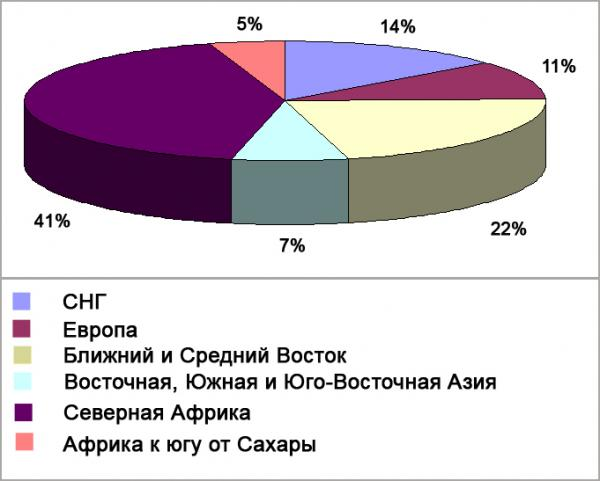 5%
14%
11%
41%
22%
7%
СНГ
Европа
Ближний и Средний Восток
Восточная, Южная и Юго-Восточная Азия
Северная Африка
Африка к югу от Сахары